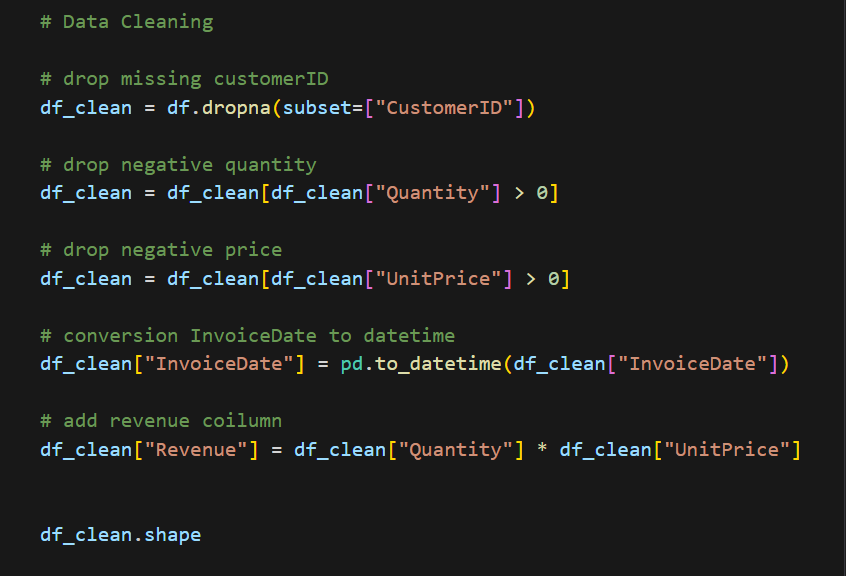 # Data Cleaning
# drop missing customerID
df_clean = df.dropna(subset=["CustomerID"])
# drop negative quantity
df_clean = df_clean[df_clean["Quantity"] > 0]
# drop negative price
df_clean = df_clean[df_clean["UnitPrice"] > 0]
# conversion InvoiceDate to datetime
df_clean["InvoiceDate"] = pd.to_datetime(df_clean["InvoiceDate"])
# add revenue coilumn
df_clean["Revenue"] = df_clean["Quantity"] * df_clean["UnitPrice"]
df_clean.shape